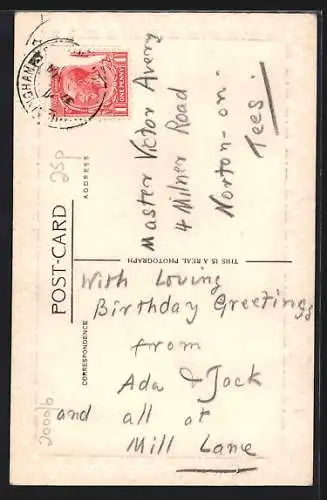 POST-CARD
CORRESPONDENCE
ADDRESS
THIS IS A REAL PHOTOGRAPH
ONE PENNY
25p
Master Victor Avery
4 Milner Road
Norton-on-
Tees.
With Loving
Birthday Greetings
from
Ada & Jack
and all at
Mill Lane